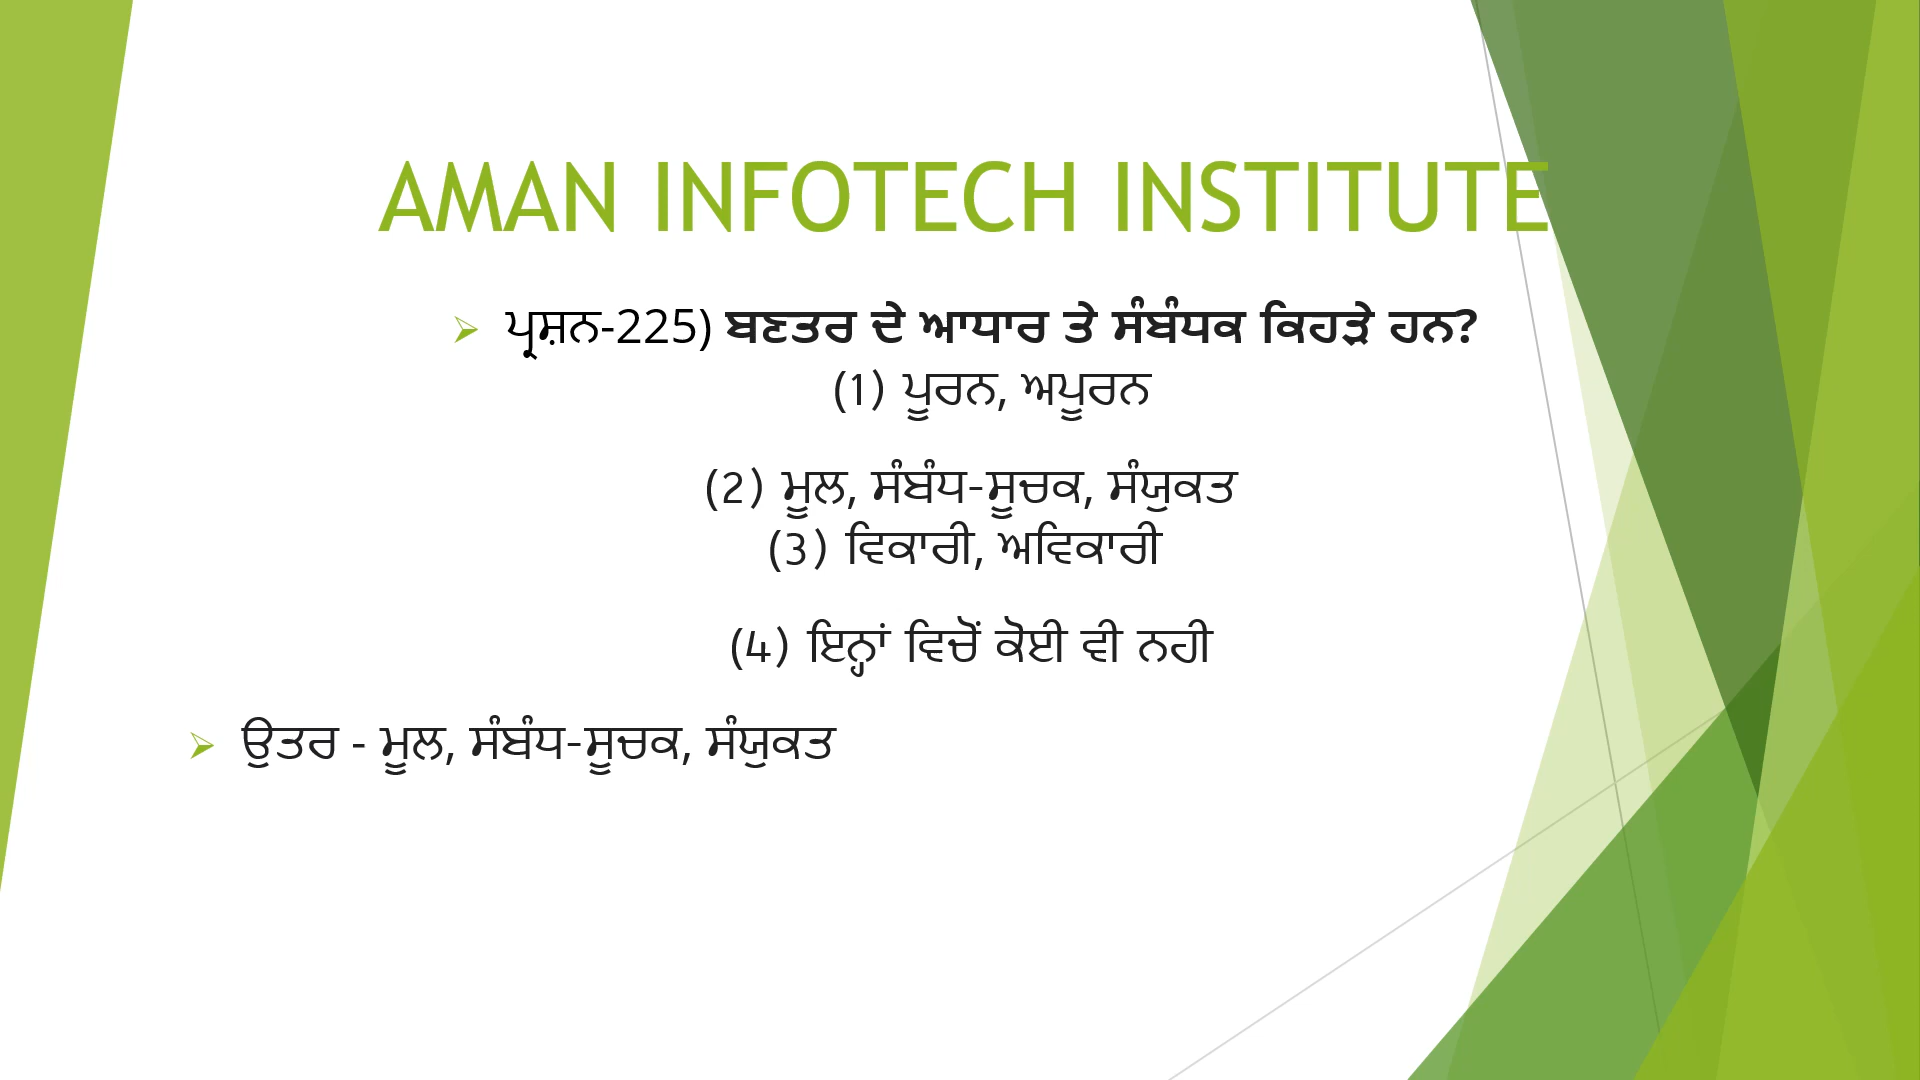 AMAN INFOTECH INSTITUTE
ਪ੍ਰਸ਼ਨ-225) ਬਣਤਰ ਦੇ ਆਧਾਰ ਤੇ ਸੰਬੰਧਕ ਕਿਹੜੇ ਹਨ?
(1) ਪੂਰਨ, ਅਪੂਰਨ
(2) ਮੂਲ, ਸੰਬੰਧ-ਸੂਚਕ, ਸੰਯੁਕਤ
(3) ਵਿਕਾਰੀ, ਅਵਿਕਾਰੀ
(4) ਇਨ੍ਹਾਂ ਵਿਚੋਂ ਕੋਈ ਵੀ ਨਹੀ
ਉਤਰ - ਮੂਲ, ਸੰਬੰਧ-ਸੂਚਕ, ਸੰਯੁਕਤ